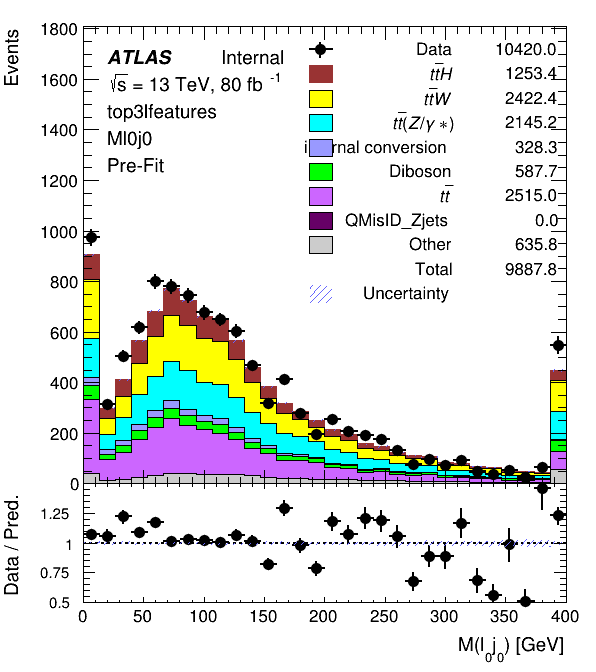 Events
1800
1600
1400
1200
1000
800
600
400
200
0
ATLAS Internal
√s = 13 TeV, 80 fb⁻¹
top3lfeatures
Ml0j0
Pre-Fit
Data 10420.0
tt̄H 1253.4
tt̄W 2422.4
tt̄(Z/γ *) 2145.2
internal conversion 328.3
Diboson 587.7
tt̄ 2515.0
QMisID_Zjets 0.0
Other 635.8
Total 9887.8
Uncertainty
Data / Pred.
1.25
1
0.75
0.5
0 50 100 150 200 250 300 350 400
M(l₀j₀) [GeV]